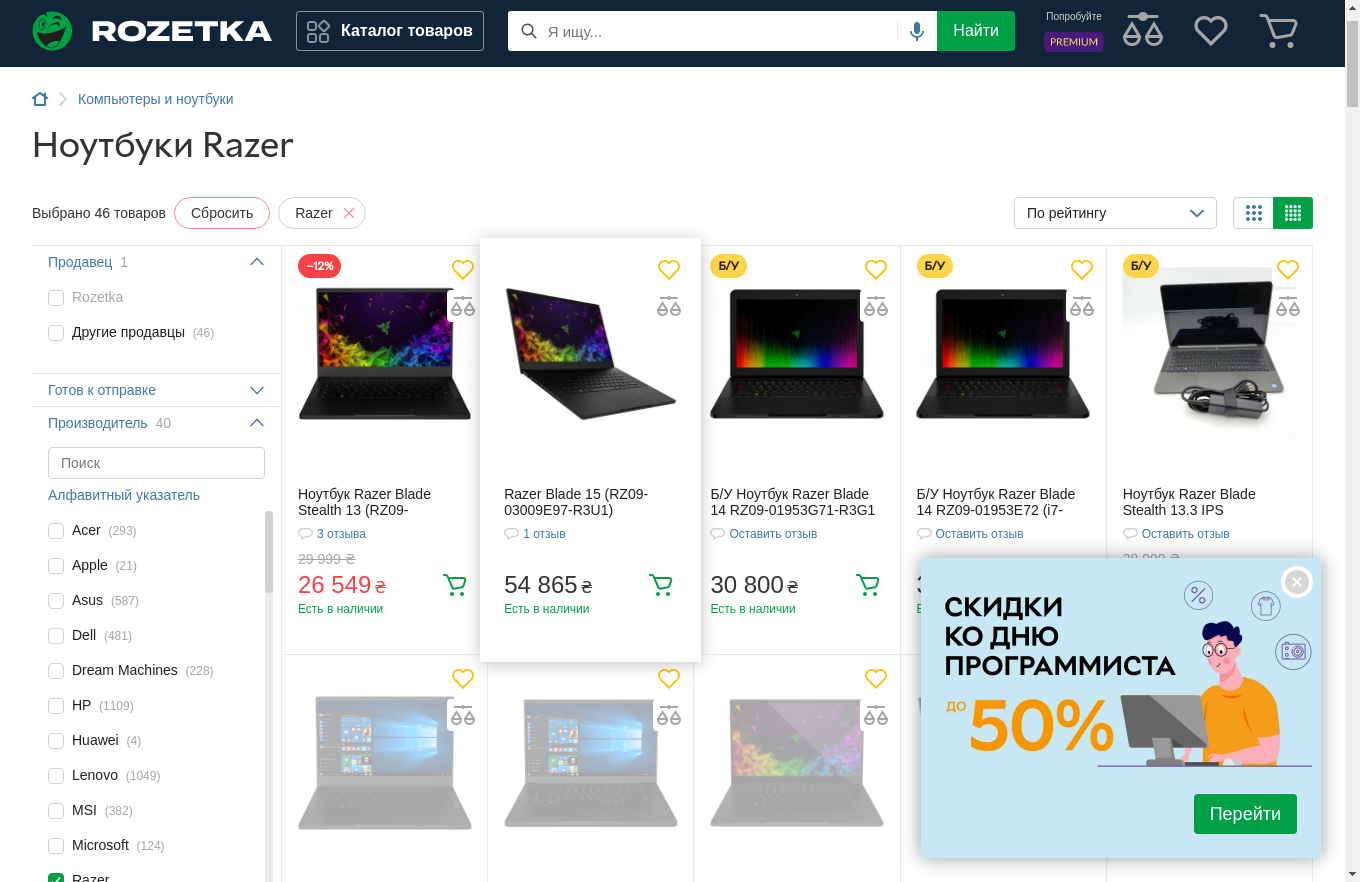 ROZETKA
Каталог товаров
Я ищу...
Найти
Попробуйте
PREMIUM
Компьютеры и ноутбуки
Ноутбуки Razer
Выбрано 46 товаров
Сбросить
Razer
По рейтингу
Продавец 1
Rozetka
Другие продавцы (46)
Готов к отправке
Производитель 40
Поиск
Алфавитный указатель
Acer (293)
Apple (21)
Asus (587)
Dell (481)
Dream Machines (228)
HP (1109)
Huawei (4)
Lenovo (1049)
MSI (382)
Microsoft (124)
Razer
−12%
Ноутбук Razer Blade
Stealth 13 (RZ09-
3 отзыва
29 999 ₴
26 549 ₴
Есть в наличии
Razer Blade 15 (RZ09-
03009E97-R3U1)
1 отзыв
54 865 ₴
Есть в наличии
Б/У
Б/У Ноутбук Razer Blade
14 RZ09-01953G71-R3G1
Оставить отзыв
30 800 ₴
Есть в наличии
Б/У
Б/У Ноутбук Razer Blade
14 RZ09-01953E72 (i7-
Оставить отзыв
Б/У
Ноутбук Razer Blade
Stealth 13.3 IPS
Оставить отзыв
СКИДКИ
КО ДНЮ
ПРОГРАММИСТА
ДО 50%
Перейти